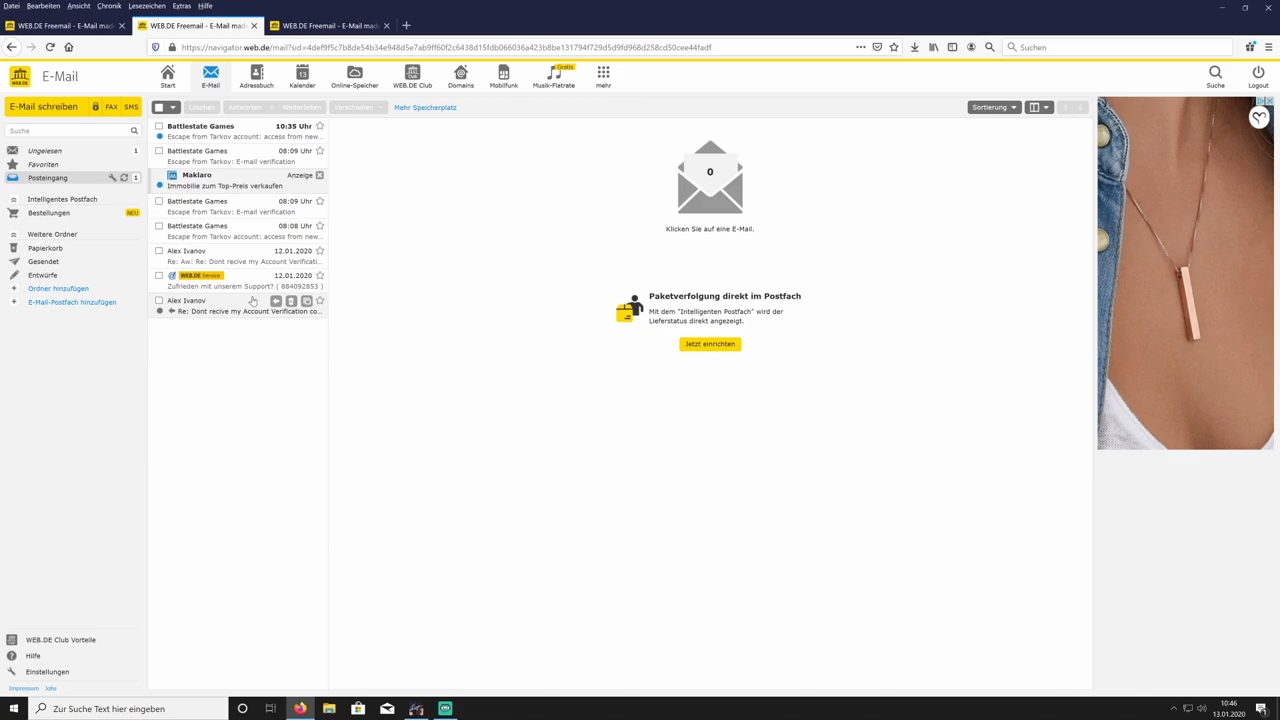 Datei Bearbeiten Ansicht Chronik Lesezeichen Extras Hilfe
WEB.DE Freemail - E-Mail mad
WEB.DE Freemail - E-Mail mad
WEB.DE Freemail - E-Mail mad
Suchen
E-Mail
Start
E-Mail
Adressbuch
13
Kalender
Online-Speicher
Club
WEB.DE Club
Domains
Mobilfunk
Gratis
Musik-Flatrate
mehr
Suche
Logout
E-Mail schreiben
FAX
SMS
Löschen
Antworten
Weiterleiten
Verschieben
Mehr Speicherplatz
Sortierung
Suche
Ungelesen 1
Favoriten
Posteingang 1
Intelligentes Postfach
Bestellungen NEU
Weitere Ordner
Papierkorb
Gesendet
Entwürfe
Ordner hinzufügen
E-Mail-Postfach hinzufügen
Battlestate Games 10:35 Uhr
Escape from Tarkov account: access from new...
Battlestate Games 08:09 Uhr
Escape from Tarkov: E-mail verification
Maklaro Anzeige
Immobilie zum Top-Preis verkaufen
Battlestate Games 08:09 Uhr
Escape from Tarkov: E-mail verification
Battlestate Games 08:08 Uhr
Escape from Tarkov account: access from new...
Alex Ivanov 12.01.2020
Re: Aw: Re: Dont recive my Account Verificati...
WEB.DE Service 12.01.2020
Zufrieden mit unserem Support? ( 884092853 )
Alex Ivanov
Re: Dont recive my Account Verification co...
0
Klicken Sie auf eine E-Mail.
Paketverfolgung direkt im Postfach
Mit dem "Intelligenten Postfach" wird der
Lieferstatus direkt angezeigt.
Jetzt einrichten
WEB.DE Club Vorteile
Hilfe
Einstellungen
Impressum Jobs
Zur Suche Text hier eingeben
10:46
13.01.2020